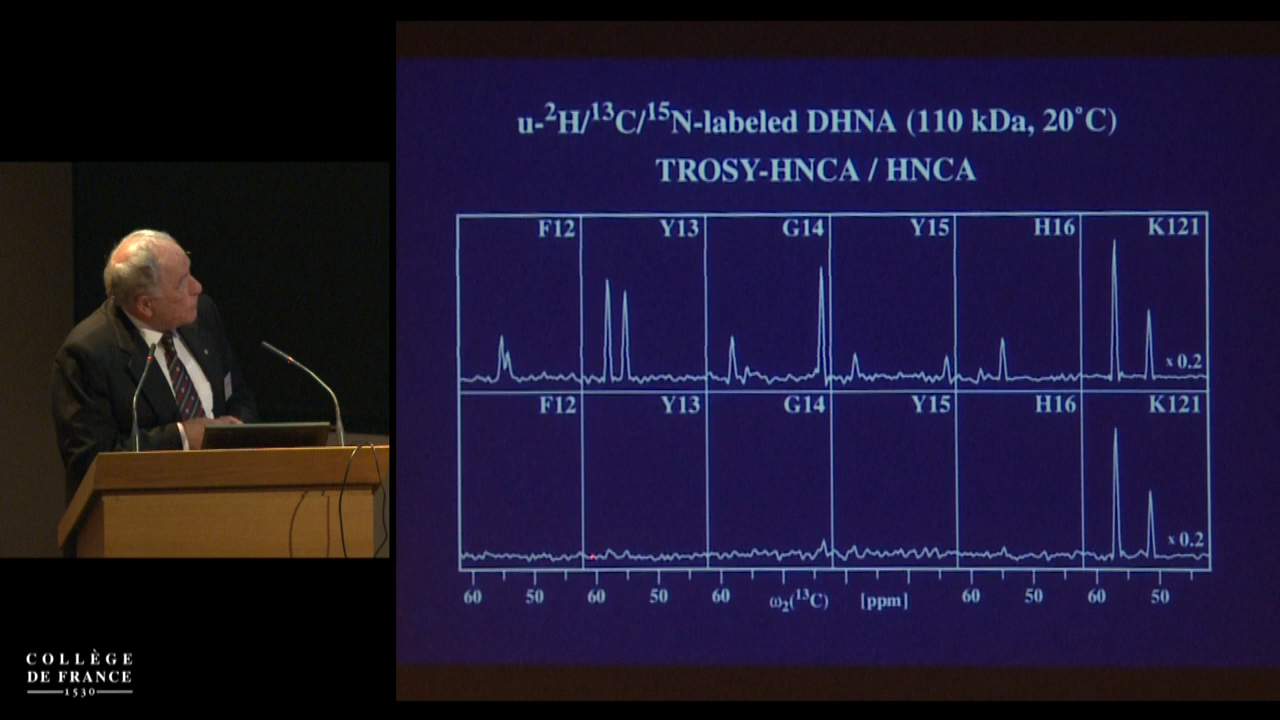 u-²H/¹³C/¹⁵N-labeled DHNA (110 kDa, 20°C)
TROSY-HNCA / HNCA
F12 Y13 G14 Y15 H16 K121
x 0.2
F12 Y13 G14 Y15 H16 K121
x 0.2
60 50 60 50 60 ω₂(¹³C) [ppm] 60 50 60 50
COLLÈGE
DE FRANCE
1530